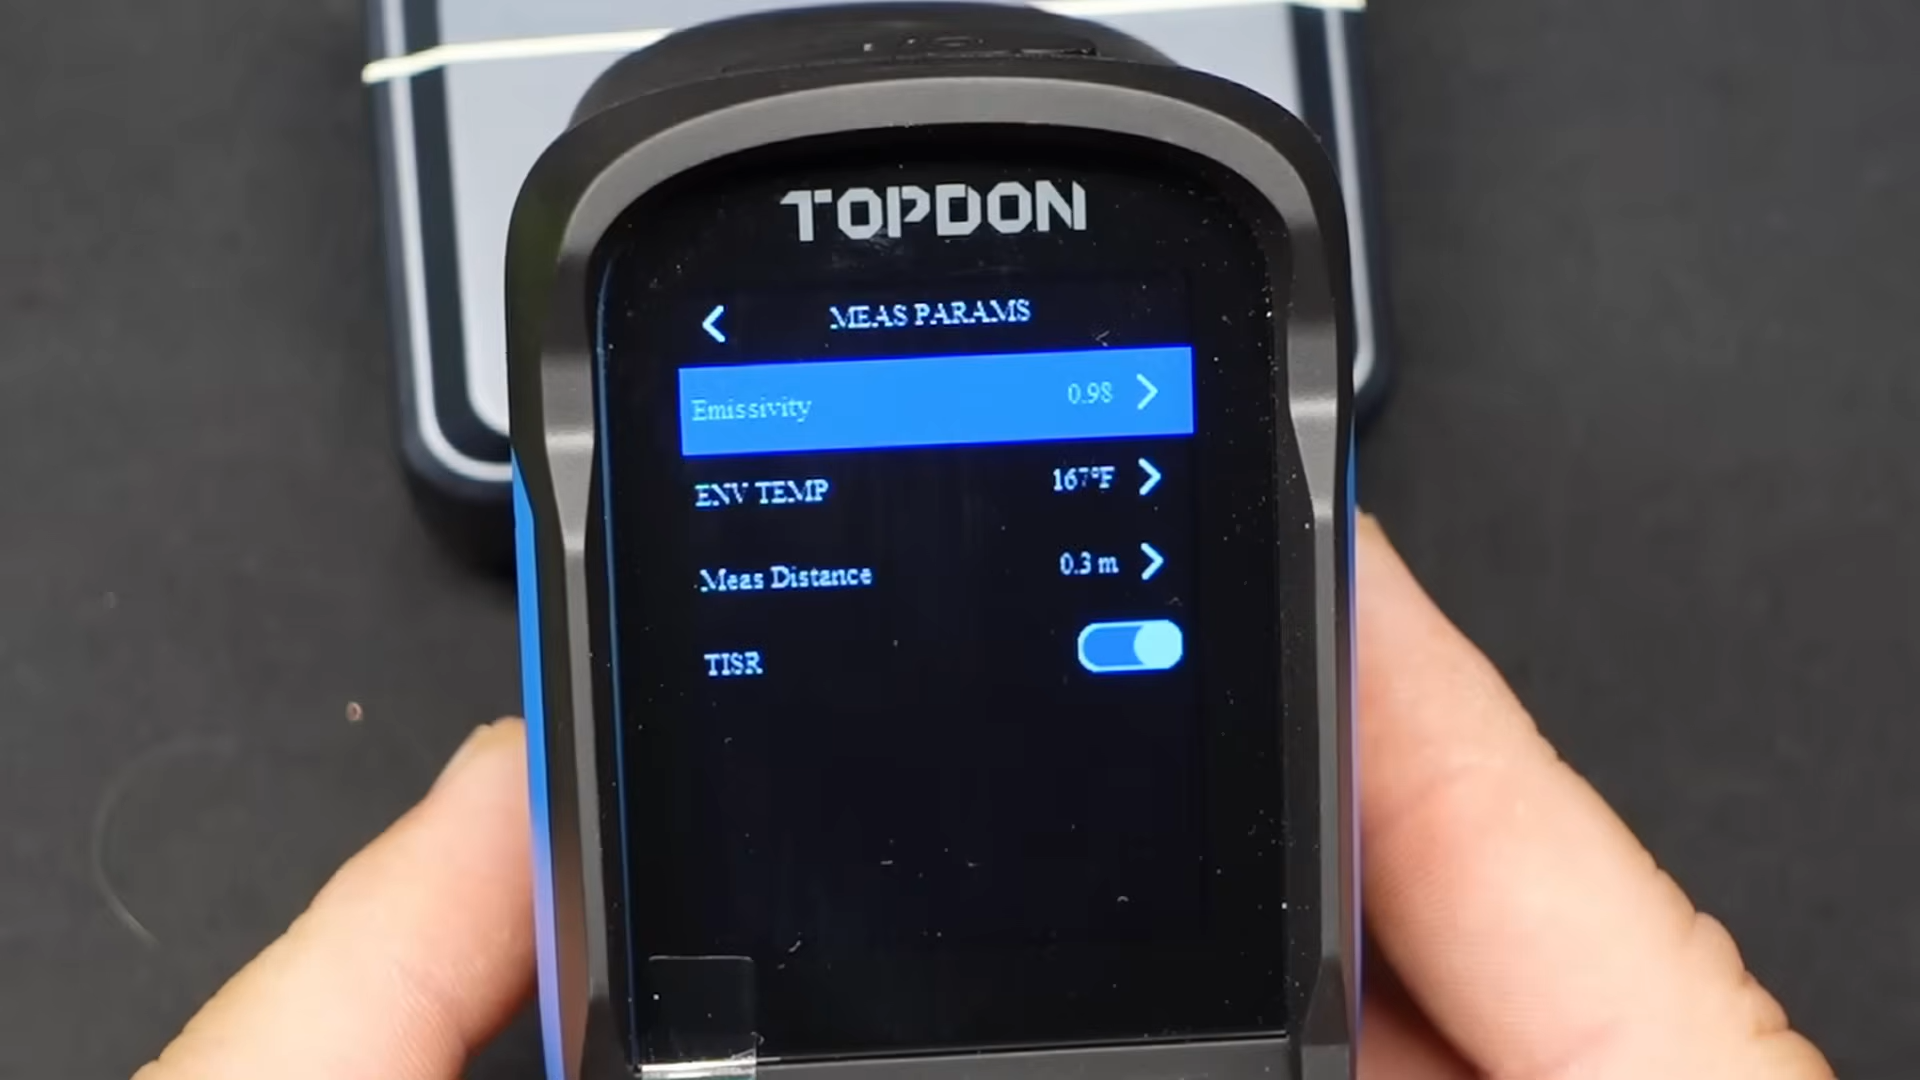 TOPDON
MEAS PARAMS
Emissivity 0.98
ENV TEMP 167°F
Meas Distance 0.3 m
TISR